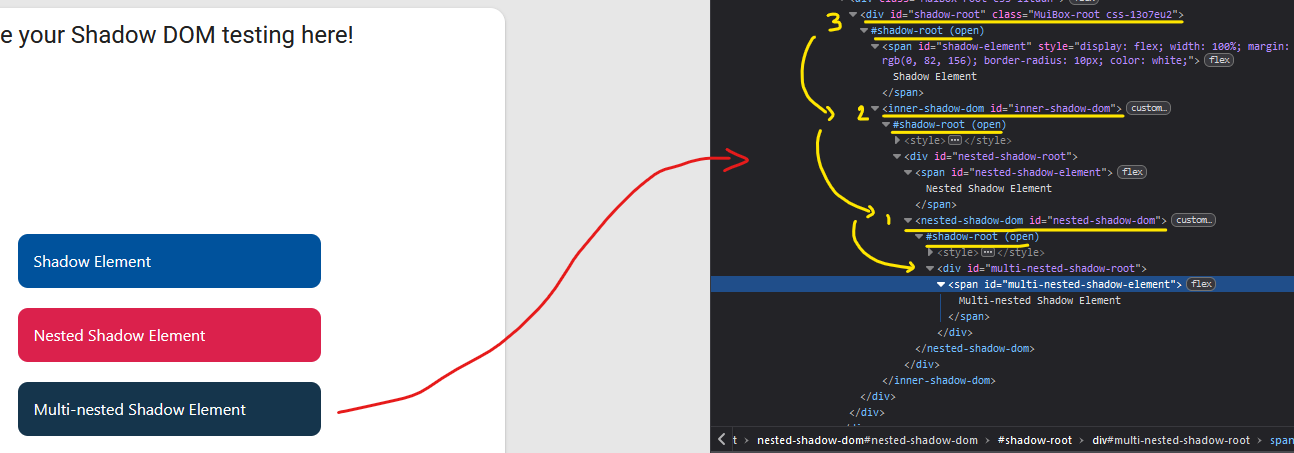 e your Shadow DOM testing here!
Shadow Element
Nested Shadow Element
Multi-nested Shadow Element
3 <div id="shadow-root" class="MuiBox-root css-13o7eu2">
#shadow-root (open)
<span id="shadow-element" style="display: flex; width: 100%; margin:
rgb(0, 82, 156); border-radius: 10px; color: white;"> flex
Shadow Element
</span>
2 <inner-shadow-dom id="inner-shadow-dom"> custom…
#shadow-root (open)
<style> ⋯ </style>
<div id="nested-shadow-root">
<span id="nested-shadow-element"> flex
Nested Shadow Element
</span>
1 <nested-shadow-dom id="nested-shadow-dom"> custom…
#shadow-root (open)
<style> ⋯ </style>
<div id="multi-nested-shadow-root">
<span id="multi-nested-shadow-element"> flex
Multi-nested Shadow Element
</span>
</div>
</nested-shadow-dom>
</div>
</inner-shadow-dom>
</div>
</div>
t > nested-shadow-dom#nested-shadow-dom > #shadow-root > div#multi-nested-shadow-root > span